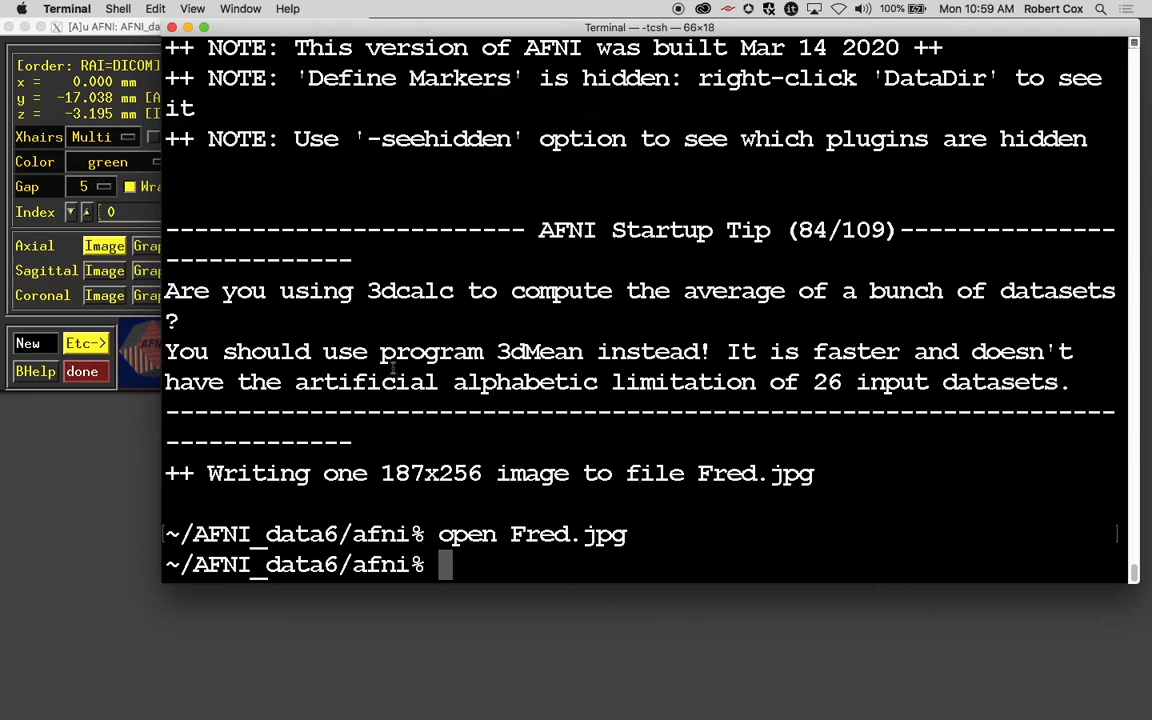 Terminal Shell Edit View Window Help 100% Mon 10:59 AM Robert Cox
[A]u AFNI: AFNI_da
Terminal — -tcsh — 66×18
[order: RAI=DICOM]
x = 0.000 mm
y = -17.038 mm [A
z = -3.195 mm [I
Xhairs Multi
Color green
Gap 5 Wra
Index 0
Axial Image Grap
Sagittal Image Grap
Coronal Image Grap
New Etc->
BHelp done
++ NOTE: This version of AFNI was built Mar 14 2020 ++
++ NOTE: 'Define Markers' is hidden: right-click 'DataDir' to see
it
++ NOTE: Use '-seehidden' option to see which plugins are hidden
------------------------- AFNI Startup Tip (84/109)---------------
-------------
Are you using 3dcalc to compute the average of a bunch of datasets
?
You should use program 3dMean instead! It is faster and doesn't
have the artificial alphabetic limitation of 26 input datasets.
------------------------------------------------------------------
-------------
++ Writing one 187x256 image to file Fred.jpg
[~/AFNI_data6/afni% open Fred.jpg ]
~/AFNI_data6/afni%